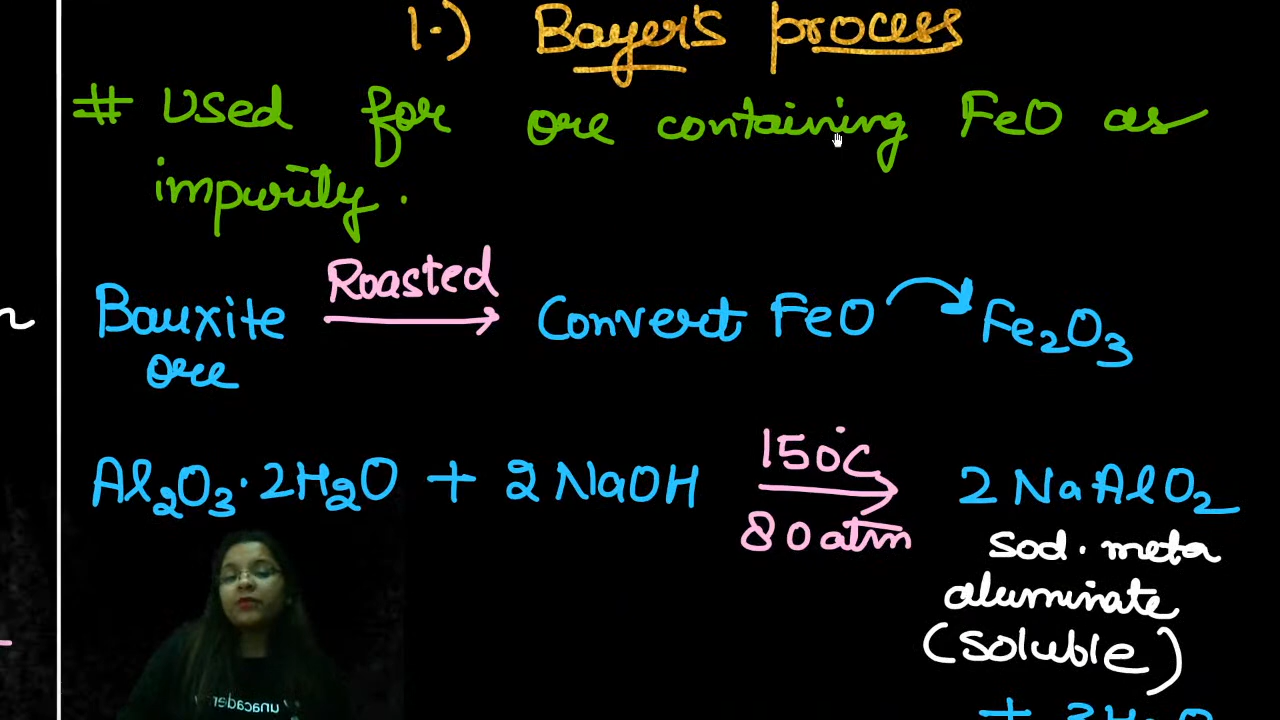 1.) Bayer's process
# Used for ore containing FeO as
impurity.
Bauxite ore Roasted Convert FeO Fe2O3
Al2O3·2H2O + 2NaOH 150°C 80 atm 2NaAlO2
sod. meta
aluminate
(soluble)
unacademy